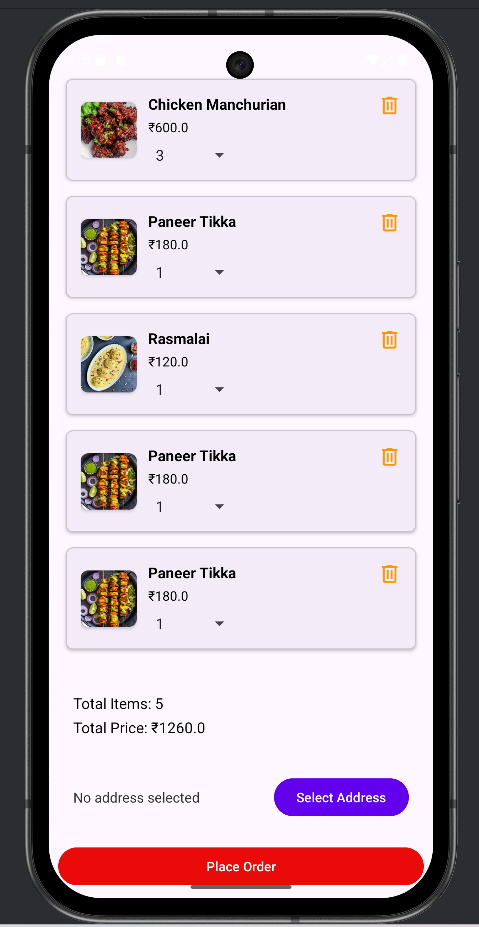 Chicken Manchurian
₹600.0
3
Paneer Tikka
₹180.0
1
Rasmalai
₹120.0
1
Paneer Tikka
₹180.0
1
Paneer Tikka
₹180.0
1
Total Items: 5
Total Price: ₹1260.0
No address selected
Select Address
Place Order